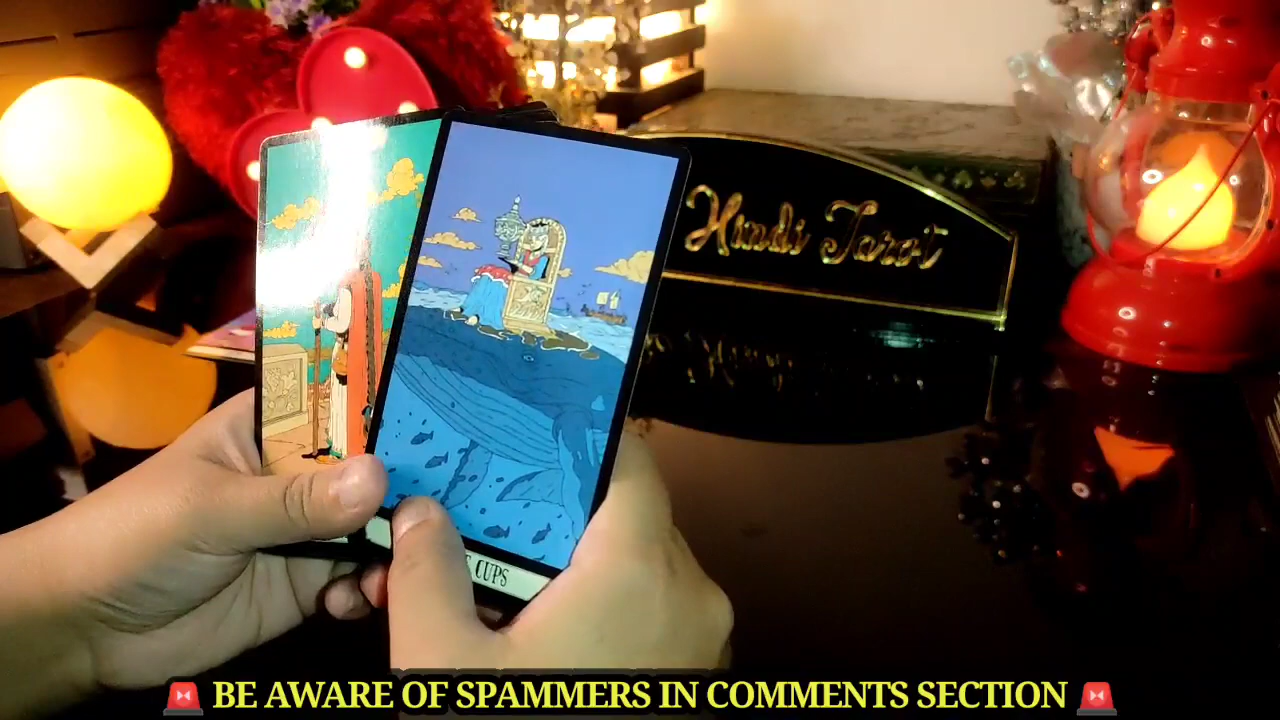 Hindi Tarot
CUPS
🚨 BE AWARE OF SPAMMERS IN COMMENTS SECTION 🚨